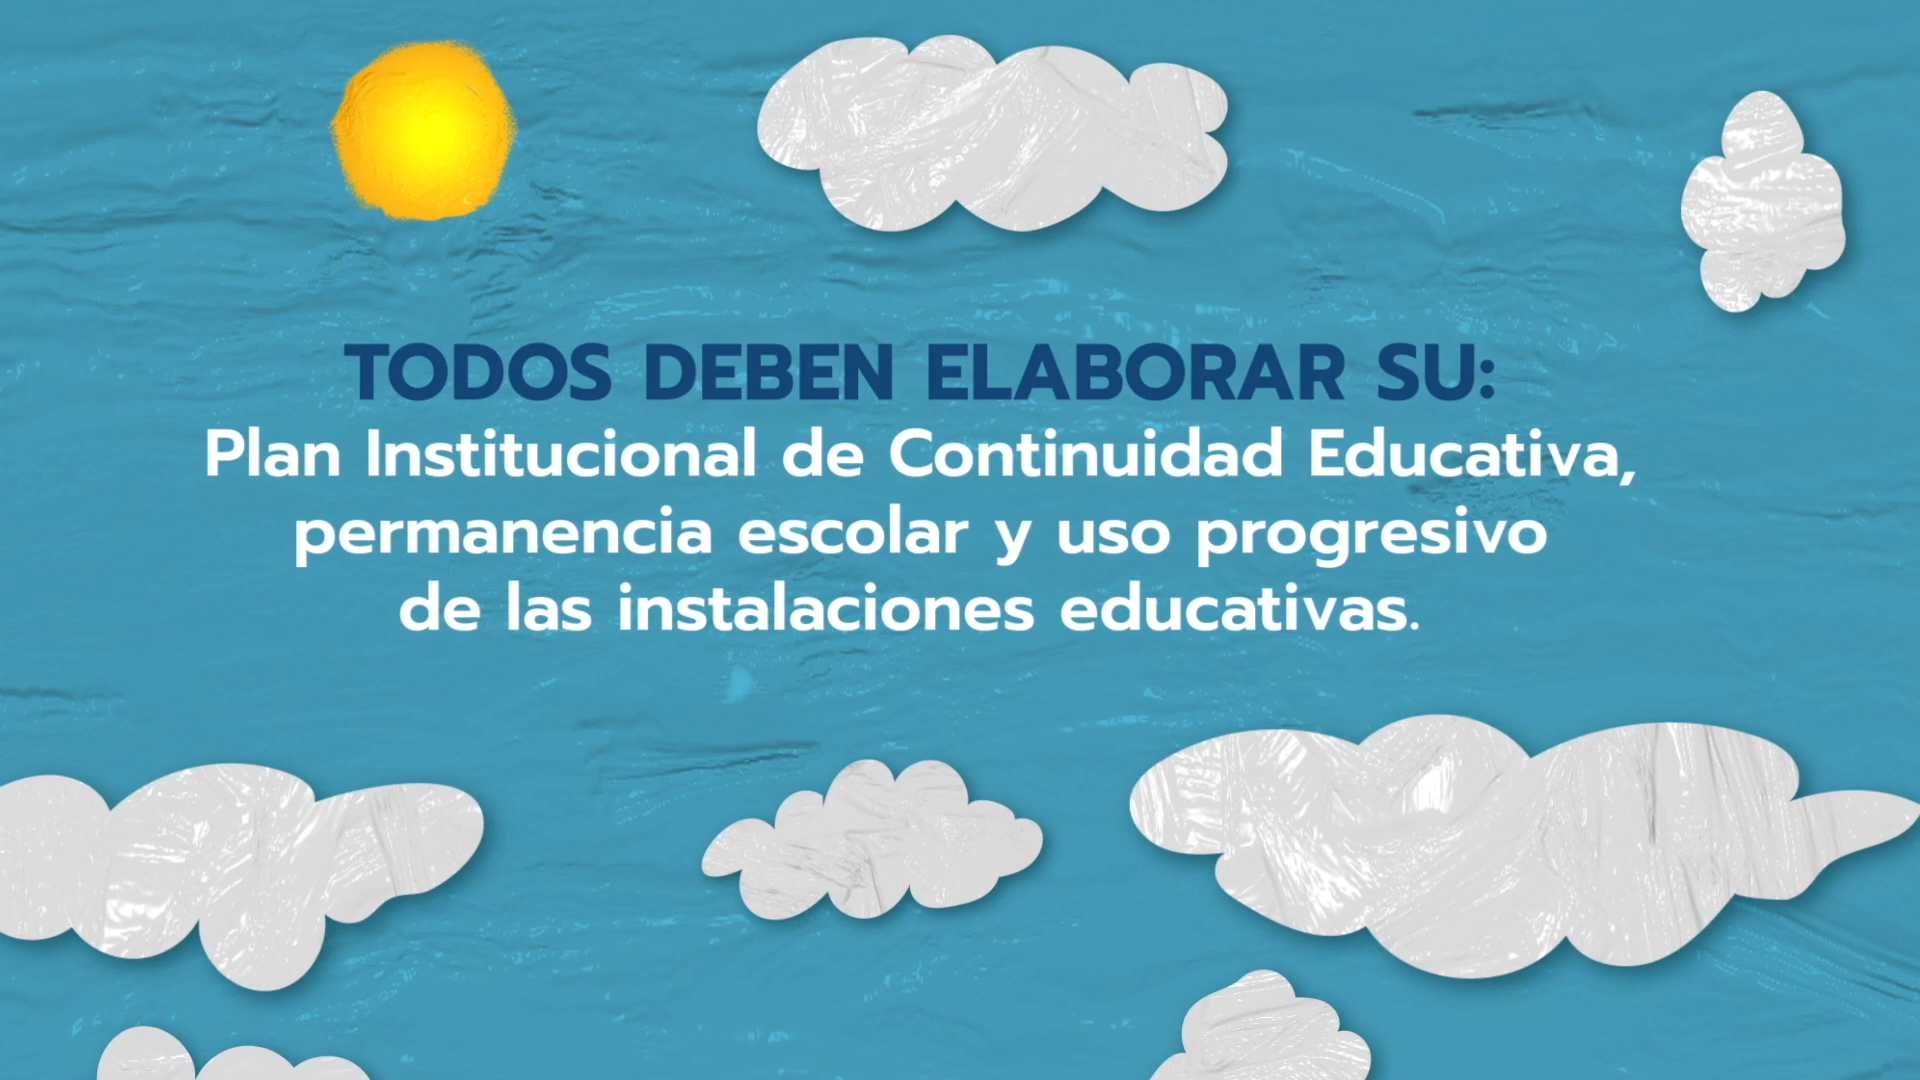 TODOS DEBEN ELABORAR SU:
Plan Institucional de Continuidad Educativa,
permanencia escolar y uso progresivo
de las instalaciones educativas.